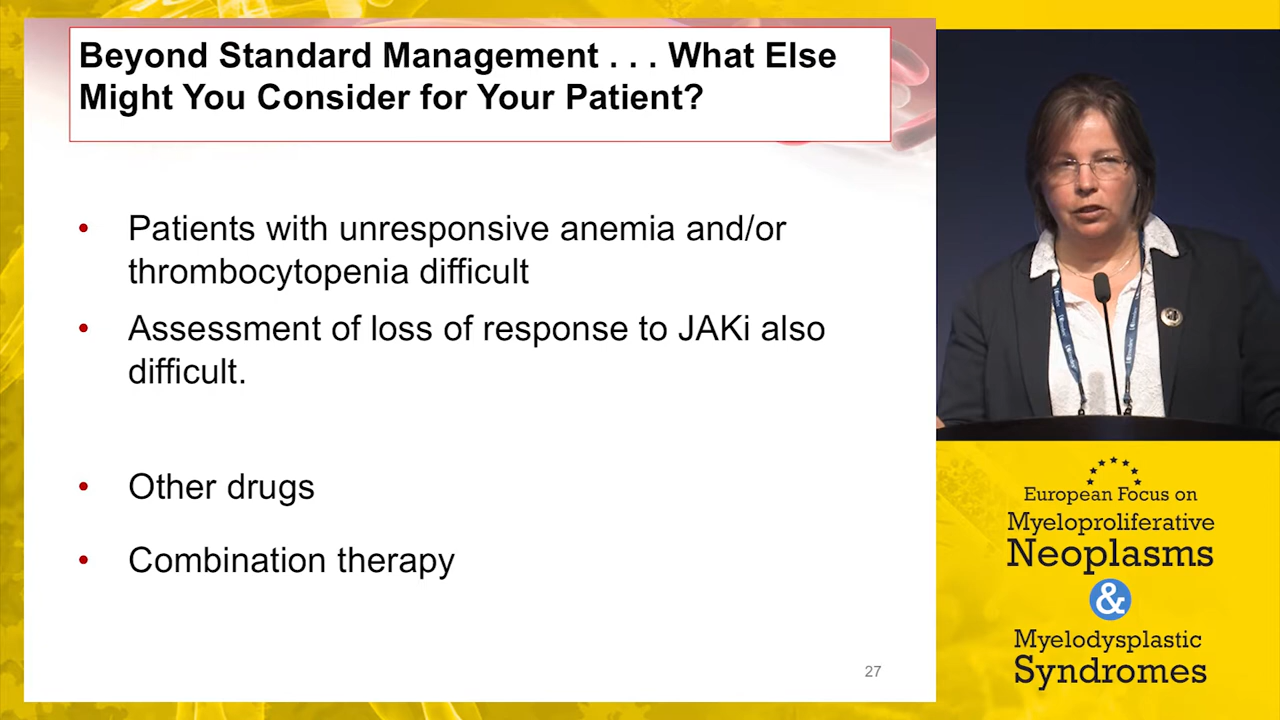 Beyond Standard Management . . . What Else
Might You Consider for Your Patient?
• Patients with unresponsive anemia and/or
thrombocytopenia difficult
• Assessment of loss of response to JAKi also
difficult.
• Other drugs
• Combination therapy
27
European Focus on
Myeloproliferative
Neoplasms
&
Myelodysplastic
Syndromes